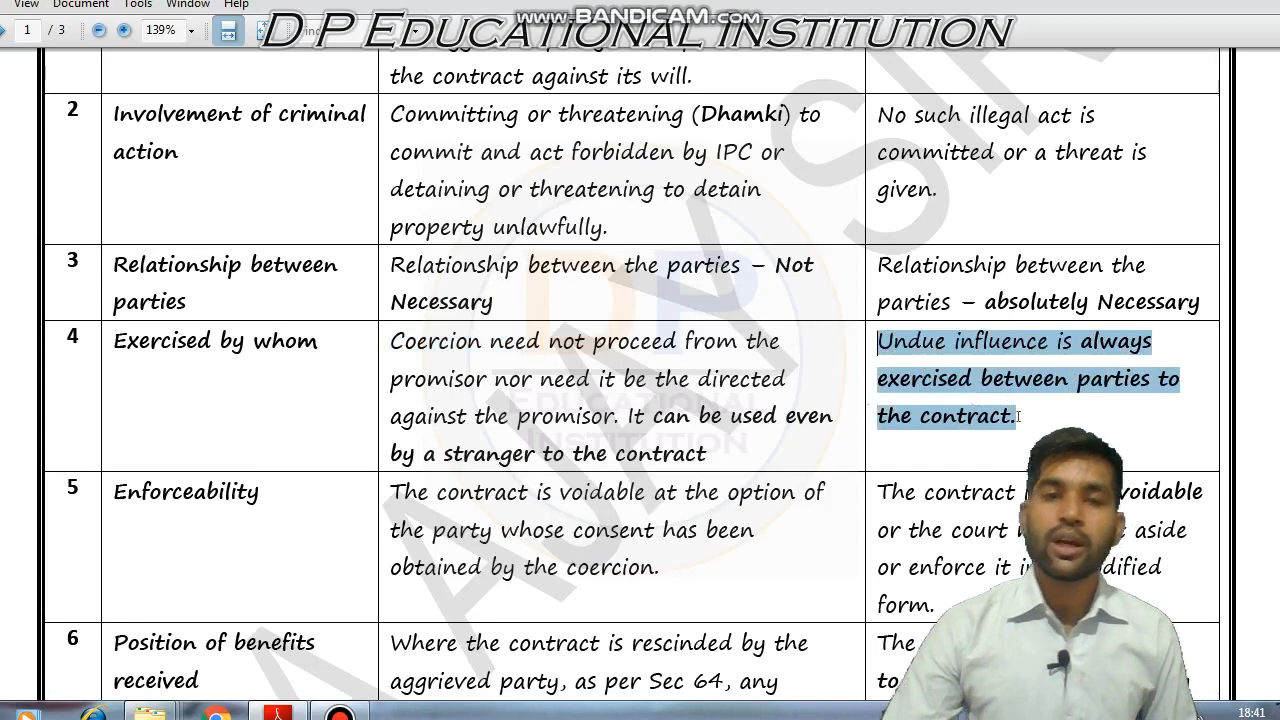 View Document Tools Window
www.BANDICAM.com
1 / 3 139%
D P EDUCATIONAL INSTITUTION
the contract against its will.
2 Involvement of criminal action
Committing or threatening (Dhamki) to
commit and act forbidden by IPC or
detaining or threatening to detain
property unlawfully.
No such illegal act is
committed or a threat is
given.
3 Relationship between parties
Relationship between the parties – Not
Necessary
Relationship between the
parties – absolutely Necessary
4 Exercised by whom
Coercion need not proceed from the
promisor nor need it be the directed
against the promisor. It can be used even
by a stranger to the contract
Undue influence is always
exercised between parties to
the contract.
5 Enforceability
The contract is voidable at the option of
the party whose consent has been
obtained by the coercion.
The contract voidable
or the court aside
or enforce it in
form.
6 Position of benefits received
Where the contract is rescinded by the
aggrieved party, as per Sec 64, any
The
to
AJAY SIR
DP
EDUCATIONAL
INSTITUTION
18:41